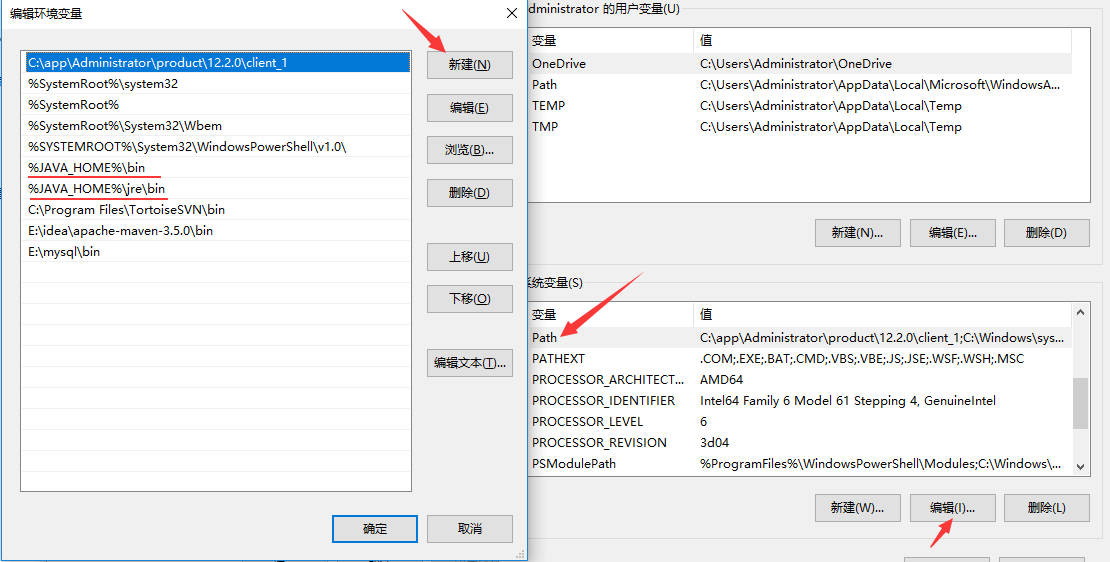 编辑环境变量
C:\app\Administrator\product\12.2.0\client_1
%SystemRoot%\system32
%SystemRoot%
%SystemRoot%\System32\Wbem
%SYSTEMROOT%\System32\WindowsPowerShell\v1.0\
%JAVA_HOME%\bin
%JAVA_HOME%\jre\bin
C:\Program Files\TortoiseSVN\bin
E:\idea\apache-maven-3.5.0\bin
E:\mysql\bin
新建(N)
编辑(E)
浏览(B)...
删除(D)
上移(U)
下移(O)
编辑文本(T)...
确定
取消
dministrator 的用户变量(U)
变量 值
OneDrive C:\Users\Administrator\OneDrive
Path C:\Users\Administrator\AppData\Local\Microsoft\WindowsA...
TEMP C:\Users\Administrator\AppData\Local\Temp
TMP C:\Users\Administrator\AppData\Local\Temp
新建(N)... 编辑(E)... 删除(D)
系统变量(S)
变量 值
Path C:\app\Administrator\product\12.2.0\client_1;C:\Windows\sys...
PATHEXT .COM;.EXE;.BAT;.CMD;.VBS;.VBE;.JS;.JSE;.WSF;.WSH;.MSC
PROCESSOR_ARCHITECT... AMD64
PROCESSOR_IDENTIFIER Intel64 Family 6 Model 61 Stepping 4, GenuineIntel
PROCESSOR_LEVEL 6
PROCESSOR_REVISION 3d04
PSModulePath %ProgramFiles%\WindowsPowerShell\Modules;C:\Windows\...
新建(W)... 编辑(I)... 删除(L)